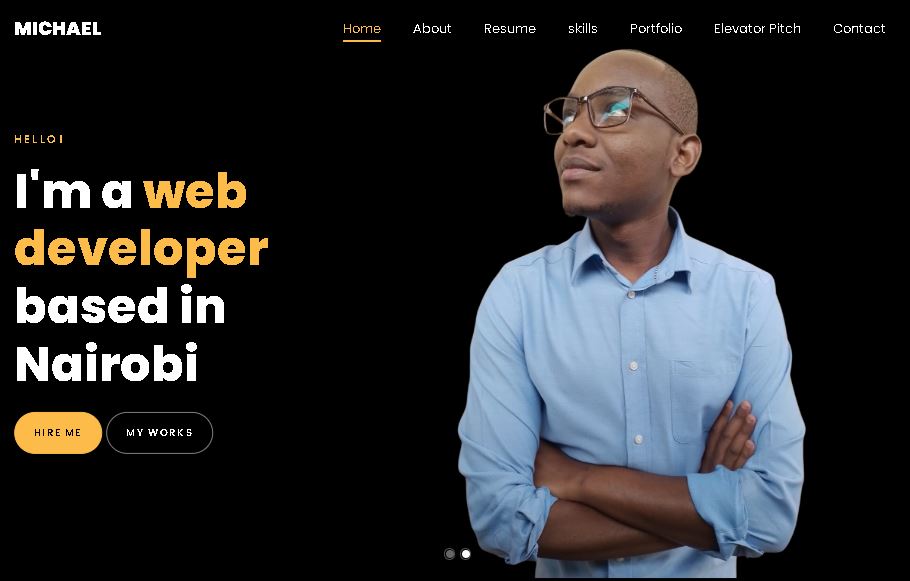 MICHAEL
Home About Resume skills Portfolio Elevator Pitch Contact
HELLO!
I'm a web
developer
based in
Nairobi
HIRE ME MY WORKS